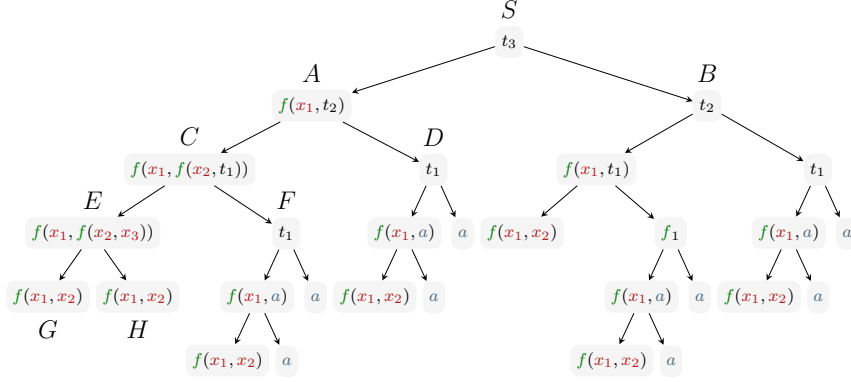 S
t₃
A B
f(x₁, t₂) t₂
C D
f(x₁, f(x₂, t₁)) t₁ f(x₁, t₁) t₁
E F
f(x₁, f(x₂, x₃)) t₁ f(x₁, a) a f(x₁, x₂) f₁ f(x₁, a) a
f(x₁, x₂) f(x₁, x₂) f(x₁, a) a f(x₁, x₂) a f(x₁, a) a f(x₁, x₂) a
G H
f(x₁, x₂) a f(x₁, x₂) a